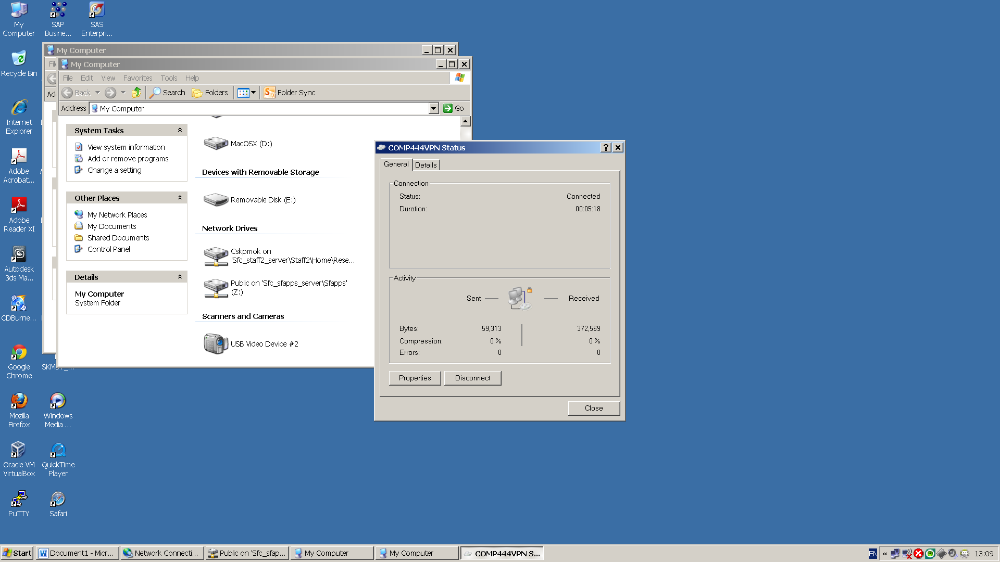 My
Computer
SAP
Busine...
SAS
Enterpri...
Recycle Bin
Internet
Explorer
Adobe
Acrobat...
Adobe
Reader XI
Autodesk
3ds Ma...
CDBurne...
Google
Chrome
Mozilla
Firefox
Windows
Media ...
Oracle VM
VirtualBox
QuickTime
Player
PuTTY
Safari
My Computer
My Computer
File Edit View Favorites Tools Help
Back Search Folders Folder Sync
Address My Computer Go
System Tasks
View system information
Add or remove programs
Change a setting
Other Places
My Network Places
My Documents
Shared Documents
Control Panel
Details
My Computer
System Folder
MacOSX (D:)
Devices with Removable Storage
Removable Disk (E:)
Network Drives
Cskpmok on
'Sfc_staff2_server\Staff2\Home\Rese...
Public on 'Sfc_sfapps_server\Sfapps'
(Z:)
Scanners and Cameras
USB Video Device #2
COMP444VPN Status
General Details
Connection
Status: Connected
Duration: 00:05:18
Activity
Sent Received
Bytes: 59,313 372,569
Compression: 0 % 0 %
Errors: 0 0
Properties Disconnect
Close
Start Document1 - Micr... Network Connecti... Public on 'Sfc_sfap... My Computer My Computer COMP444VPN S... EN « 13:09